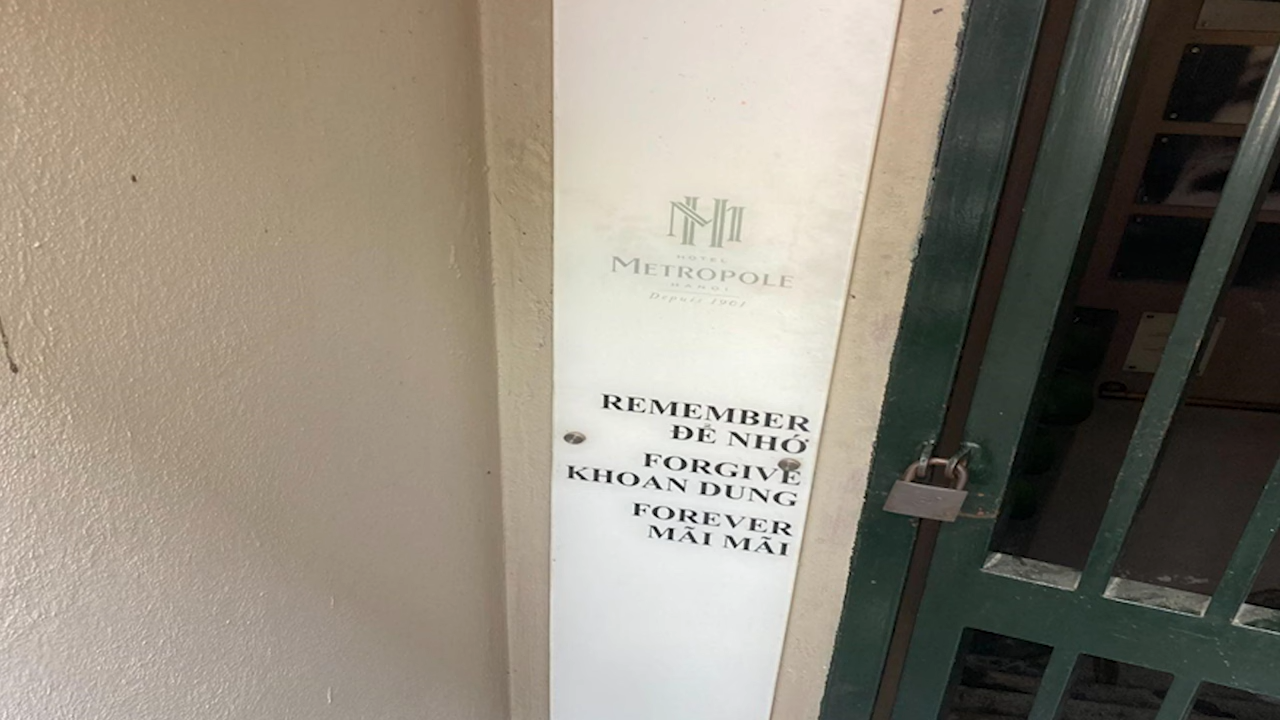 HOTEL
METROPOLE
HANOI
Depuis 1901
REMEMBER
ĐỂ NHỚ
FORGIVE
KHOAN DUNG
FOREVER
MÃI MÃI